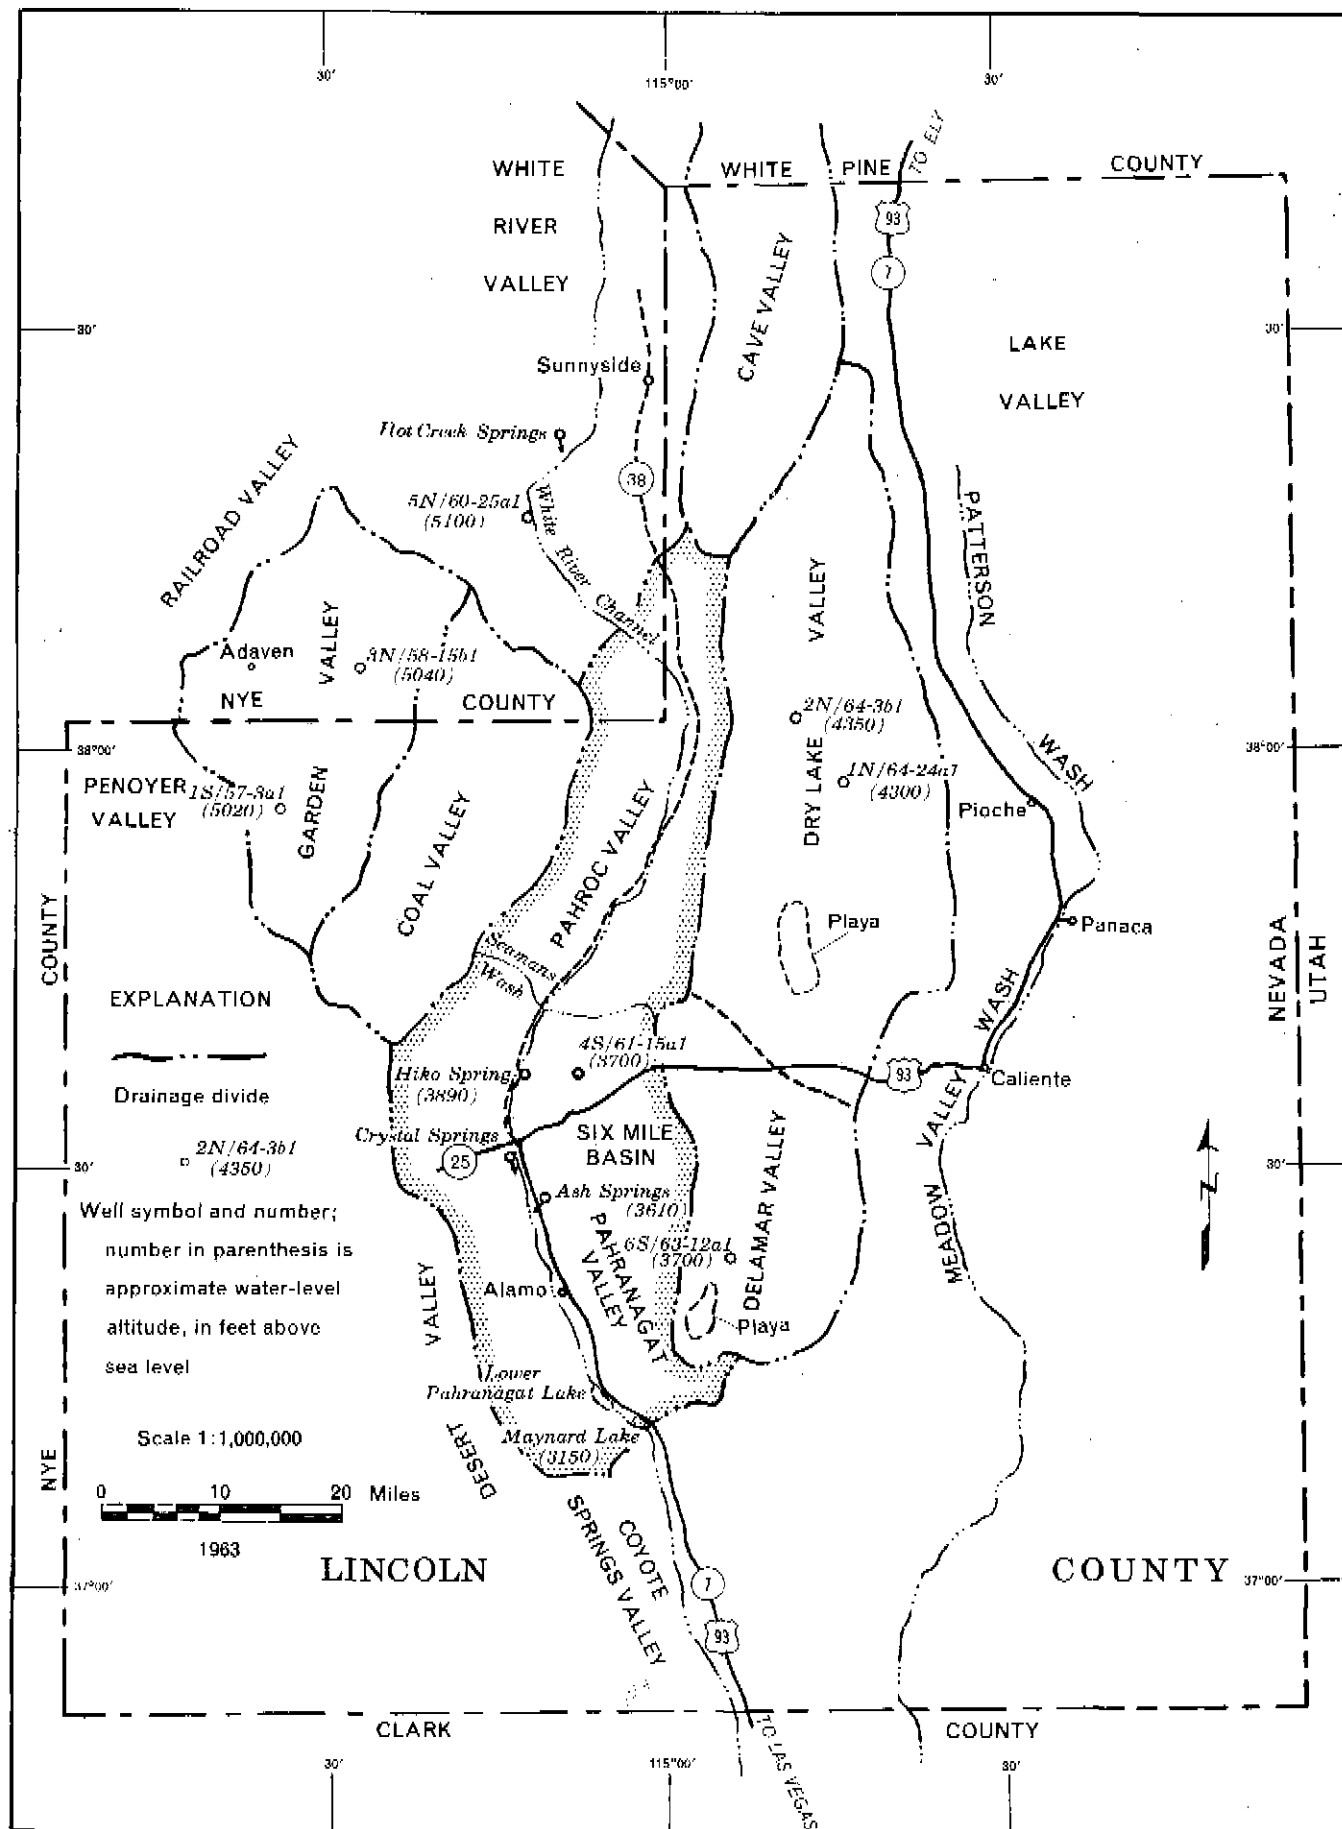 30'
115°00'
30'
TO ELY
WHITE
WHITE
PINE
COUNTY
RIVER
93
VALLEY
7
CAVE VALLEY
30'
30'
LAKE
Sunnyside
VALLEY
Hot Creek Springs
RAILROAD VALLEY
38
5N/60-25a1
(5100)
White River Channel
PATTERSON
WASH
VALLEY
Adaven
VALLEY
3N/58-15b1
(5040)
NYE
COUNTY
2N/64-3b1
(4350)
38°00'
38°00'
PENOYER
VALLEY
1S/57-3a1
(5020)
GARDEN
1N/64-24a1
(4300)
DRY LAKE
Pioche
COAL VALLEY
PAHROC VALLEY
Playa
Panaca
COUNTY
Seamans
Wash
NEVADA
UTAH
EXPLANATION
WASH
4S/61-15a1
(3700)
Hiko Spring
(3890)
93
Caliente
Drainage divide
Crystal Springs
SIX MILE
BASIN
VALLEY
2N/64-3b1
(4350)
30'
25
30'
Ash Springs
(3610)
DELAMAR VALLEY
MEADOW
Well symbol and number;
number in parenthesis is
approximate water-level
altitude, in feet above
sea level
PAHRANAGAT
VALLEY
6S/63-12a1
(3700)
VALLEY
Alamo
Playa
Lower
Pahranagat Lake
Scale 1:1,000,000
Maynard Lake
(3150)
DESERT
NYE
0 10 20 Miles
1963
COYOTE
SPRINGS VALLEY
LINCOLN
COUNTY
37°00'
37°00'
7
93
CLARK
COUNTY
TO LAS VEGAS
30'
115°00'
30'